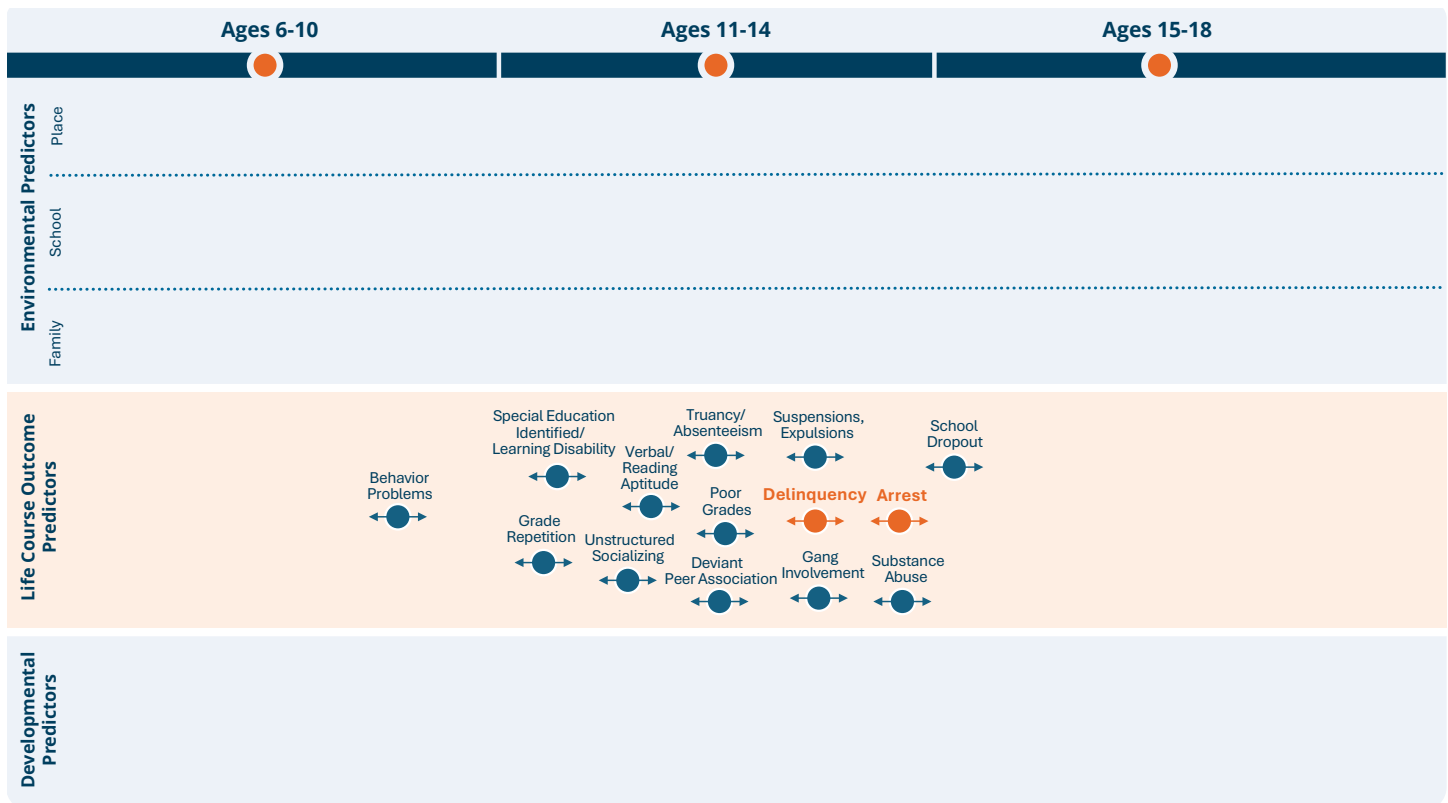 Ages 6-10
Ages 11-14
Ages 15-18
Environmental Predictors
Place
School
Family
Life Course Outcome
Predictors
Behavior
Problems
Special Education
Identified/
Learning Disability
Grade
Repetition
Verbal/
Reading
Aptitude
Unstructured
Socializing
Truancy/
Absenteeism
Poor
Grades
Deviant
Peer Association
Suspensions,
Expulsions
Delinquency
Gang
Involvement
Arrest
Substance
Abuse
School
Dropout
Developmental
Predictors